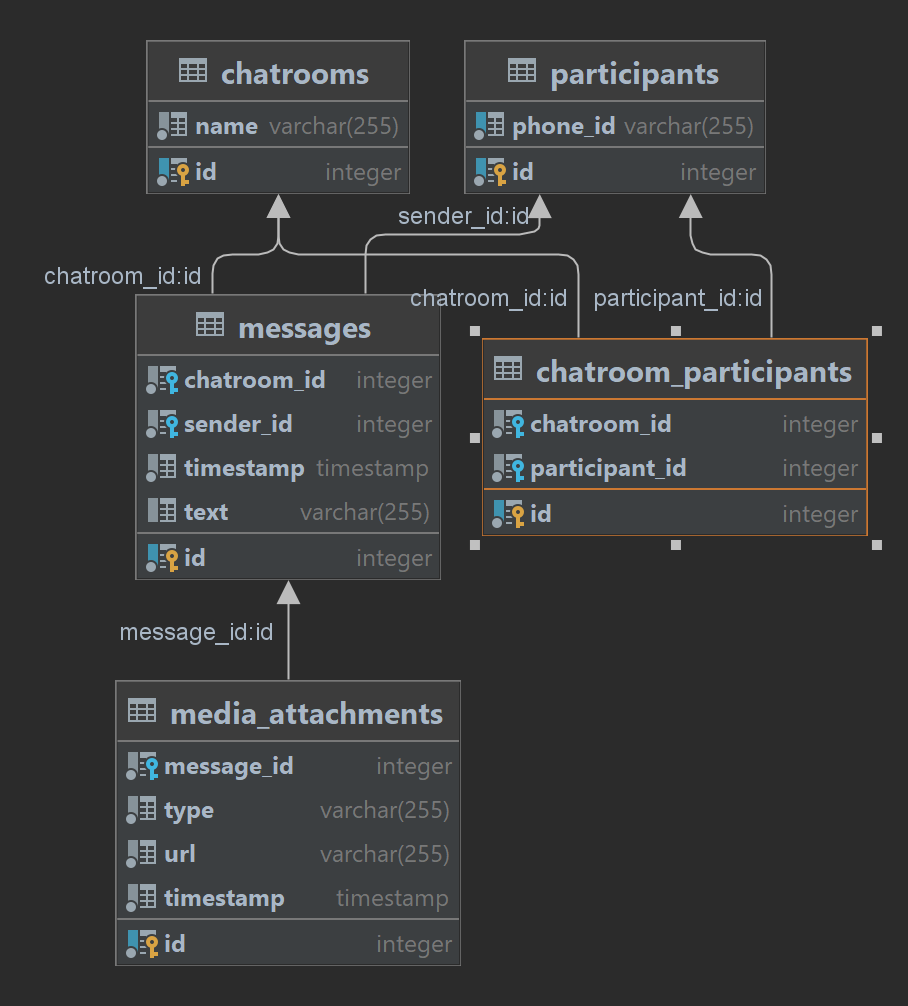 chatrooms
name varchar(255)
id integer
participants
phone_id varchar(255)
id integer
sender_id:id
chatroom_id:id
chatroom_id:id
participant_id:id
messages
chatroom_id integer
sender_id integer
timestamp timestamp
text varchar(255)
id integer
chatroom_participants
chatroom_id integer
participant_id integer
id integer
message_id:id
media_attachments
message_id integer
type varchar(255)
url varchar(255)
timestamp timestamp
id integer